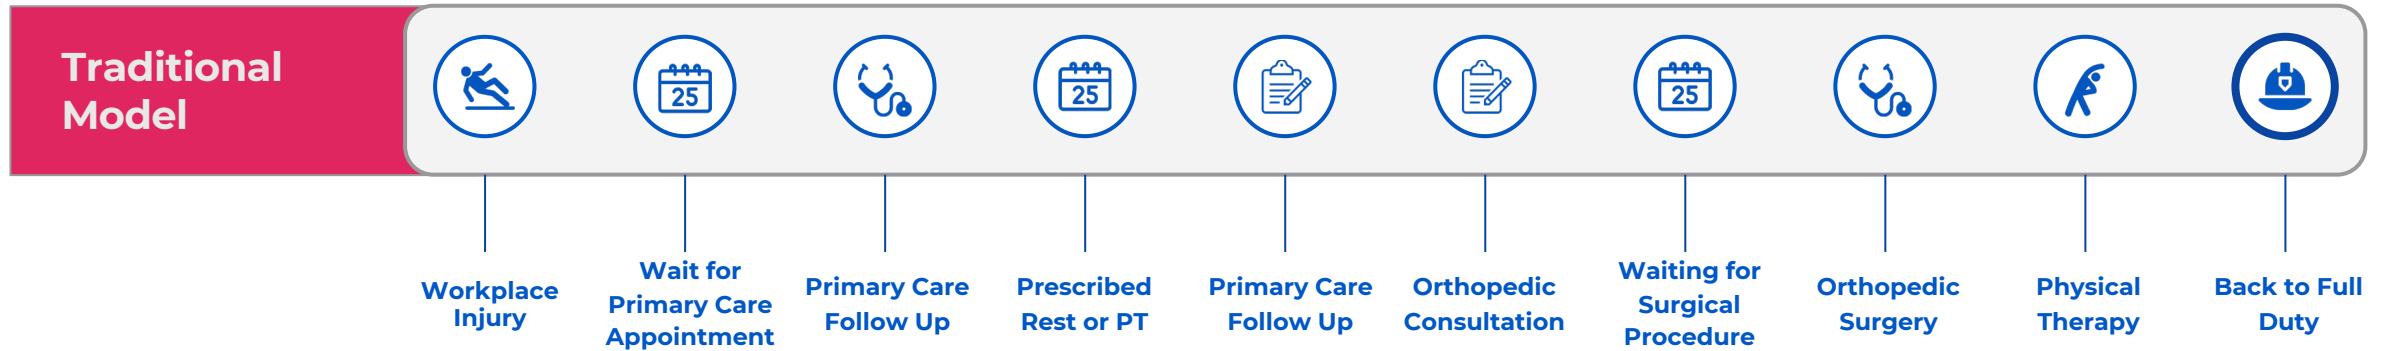 Traditional
Model
25
25
25
Workplace
Injury
Wait for
Primary Care
Appointment
Primary Care
Follow Up
Prescribed
Rest or PT
Primary Care
Follow Up
Orthopedic
Consultation
Waiting for
Surgical
Procedure
Orthopedic
Surgery
Physical
Therapy
Back to Full
Duty